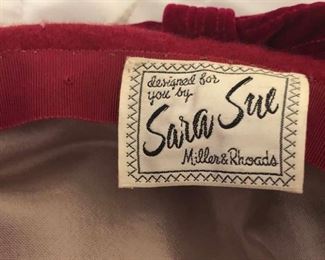 designed for
you by
Sara Sue
Miller & Rhoads